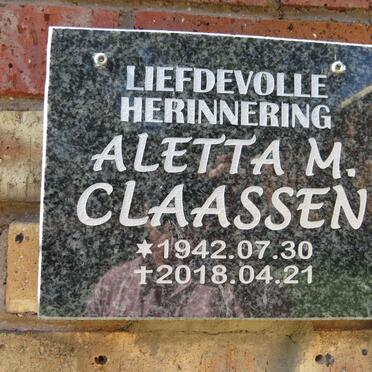 LIEFDEVOLLE
HERINNERING
ALETTA M.
CLAASSEN
✶1942.07.30
✝2018.04.21